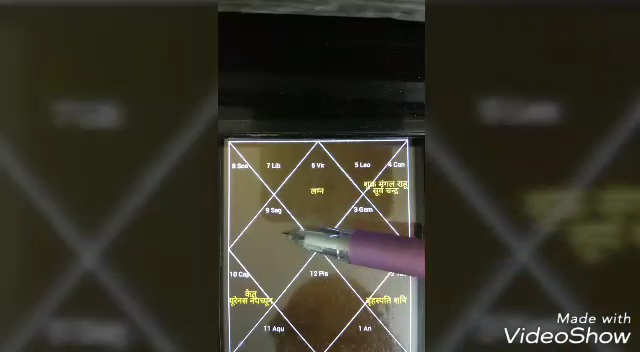 8 Sco 7 Lib 6 Vir 5 Leo 4 Can
लग्न
शुक्र मंगल राहू
सूर्य चन्द्र
9 Sag 3 Gem
10 Cap 12 Pis
केतू
यूरेनस नेपच्यून बृहस्पति शनि
11 Aqu 1 Ari
Made with
VideoShow